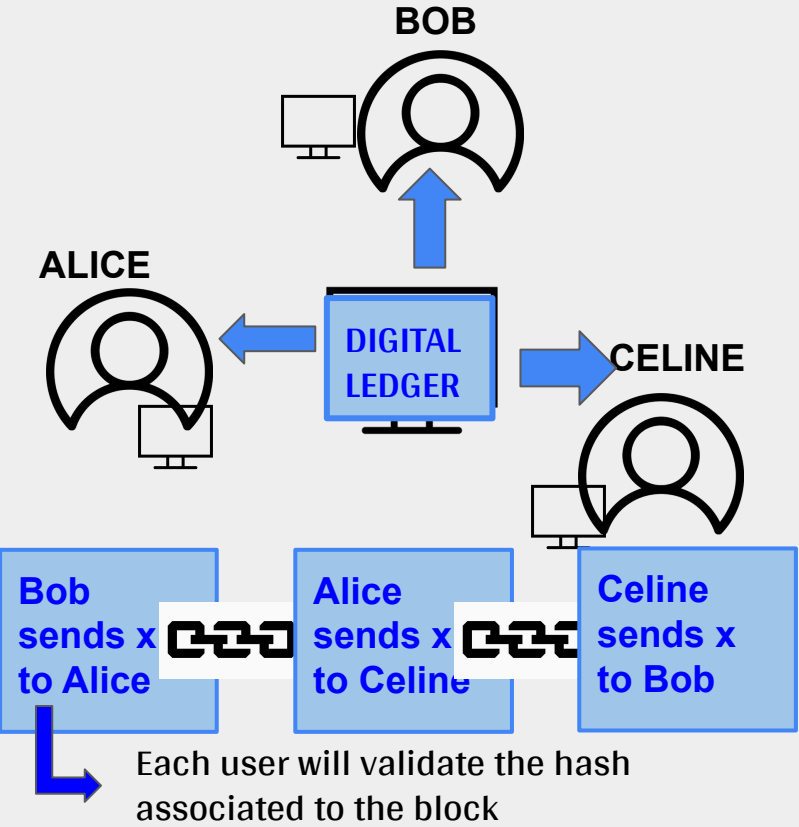 BOB
ALICE
DIGITAL
LEDGER
CELINE
Bob
sends x
to Alice
Alice
sends x
to Celine
Celine
sends x
to Bob
Each user will validate the hash
associated to the block